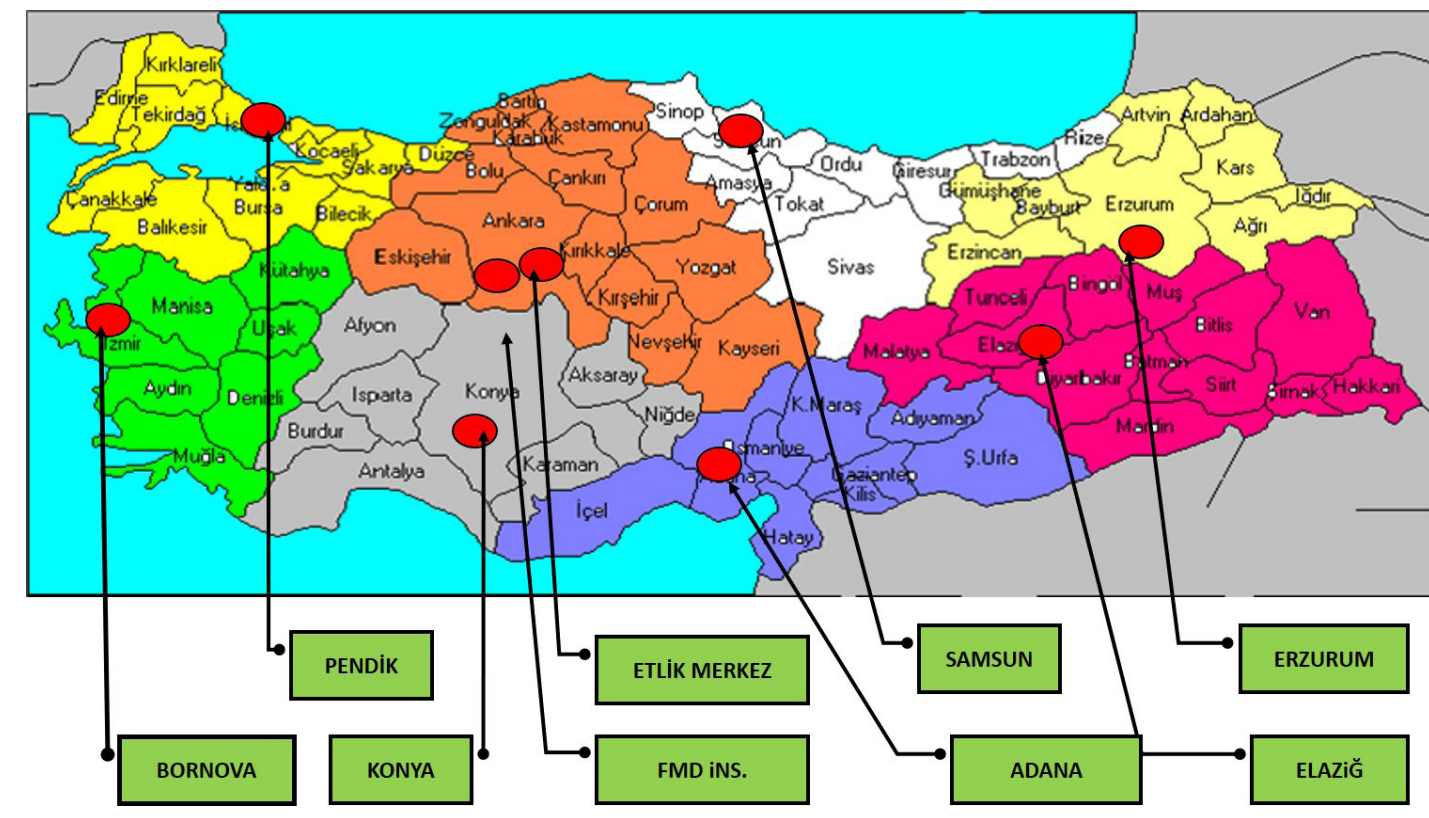 Kırklareli
Edirne
Tekirdağ
Kocaeli
Sakarya
Düzce
Bartın
Zonguldak
Karabük
Kastamonu
Sinop
Bolu
Çankırı
Çorum
Amasya
Ordu
Tokat
Giresun
Trabzon
Rize
Artvin
Ardahan
Gümüşhane
Bayburt
Erzurum
Kars
Iğdır
Ağrı
Erzincan
Çanakkale
Balıkesir
Bursa
Bilecik
Ankara
Eskişehir
Kırıkkale
Yozgat
Sivas
Kütahya
Manisa
Uşak
İzmir
Afyon
Kırşehir
Nevşehir
Kayseri
Tunceli
Bingöl
Muş
Van
Bitlis
Malatya
Batman
Diyarbakır
Siirt
Şırnak
Hakkari
Mardin
Aydın
Denizli
Isparta
Konya
Aksaray
Niğde
Burdur
Muğla
Antalya
Karaman
K.Maraş
Adıyaman
Osmaniye
Gaziantep
Kilis
Ş.Urfa
İçel
Hatay
PENDİK
ETLİK MERKEZ
SAMSUN
ERZURUM
BORNOVA
KONYA
FMD iNS.
ADANA
ELAZiĞ